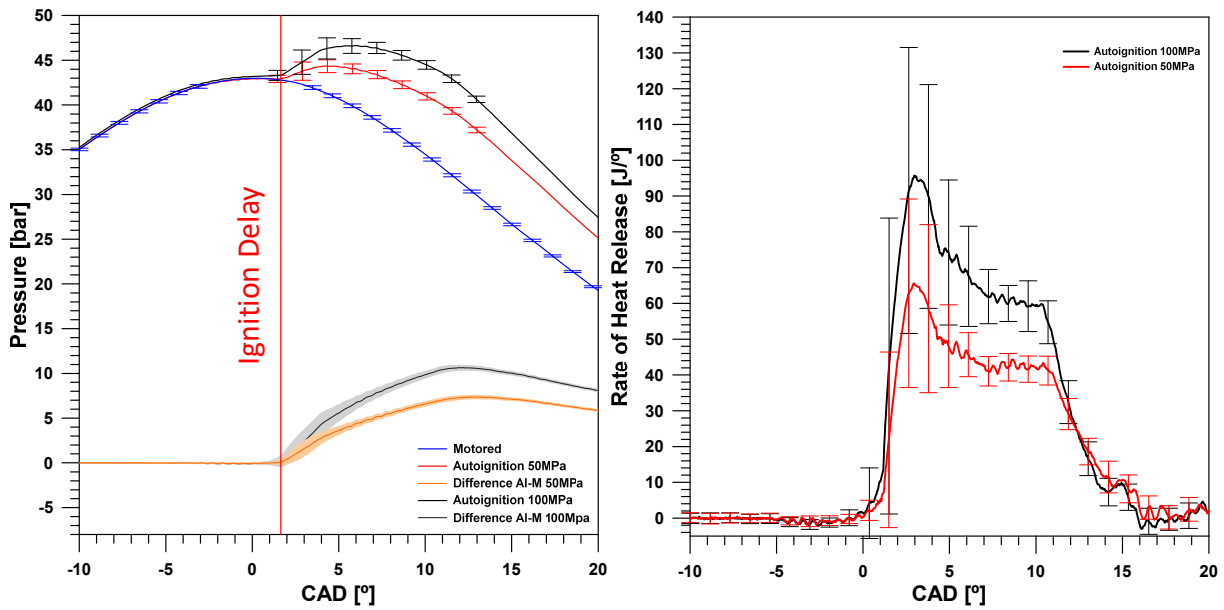 50
45
40
35
30
25
20
15
10
5
0
-5
Pressure [bar]
Ignition Delay
Motored
Autoignition 50MPa
Difference AI-M 50MPa
Autoignition 100MPa
Difference AI-M 100Mpa
-10 -5 0 5 10 15 20
CAD [º]
140
130
120
110
100
90
80
70
60
50
40
30
20
10
0
Rate of Heat Release [J/º]
Autoignition 100MPa
Autoignition 50MPa
-10 -5 0 5 10 15 20
CAD [º]